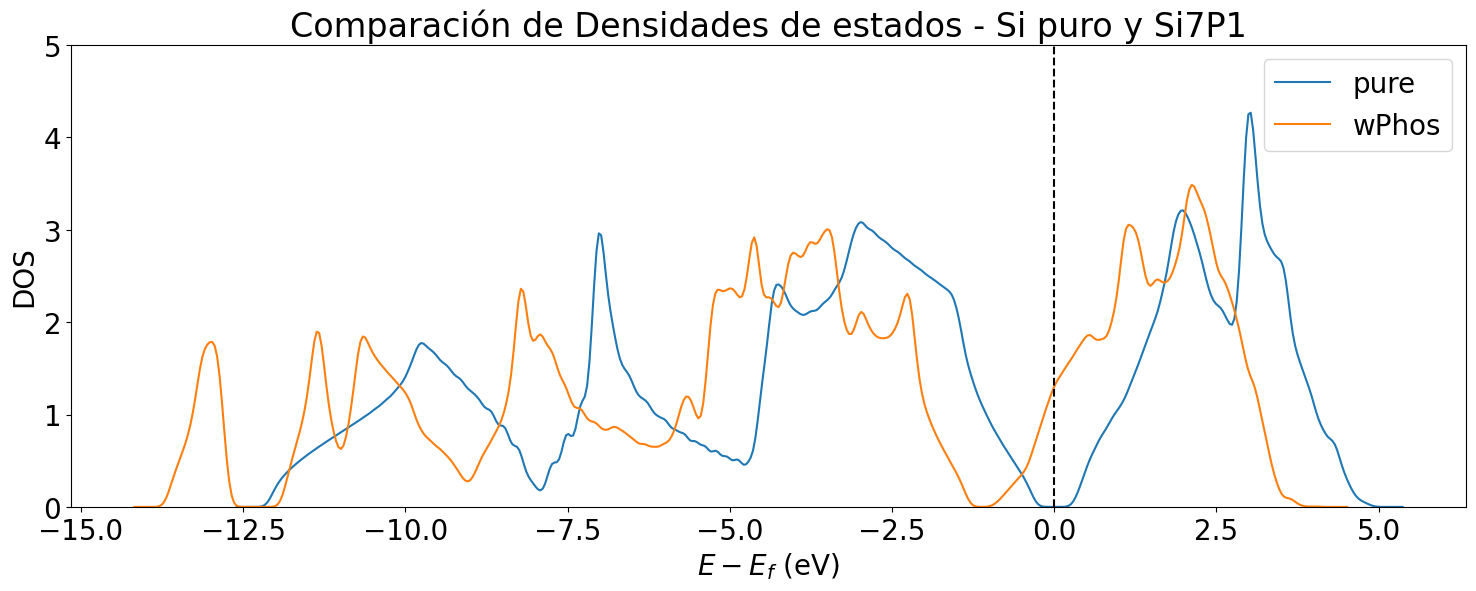 Comparación de Densidades de estados - Si puro y Si7P1
5
4
3
2
1
0
DOS
pure
wPhos
−15.0 −12.5 −10.0 −7.5 −5.0 −2.5 0.0 2.5 5.0
E − E_f (eV)